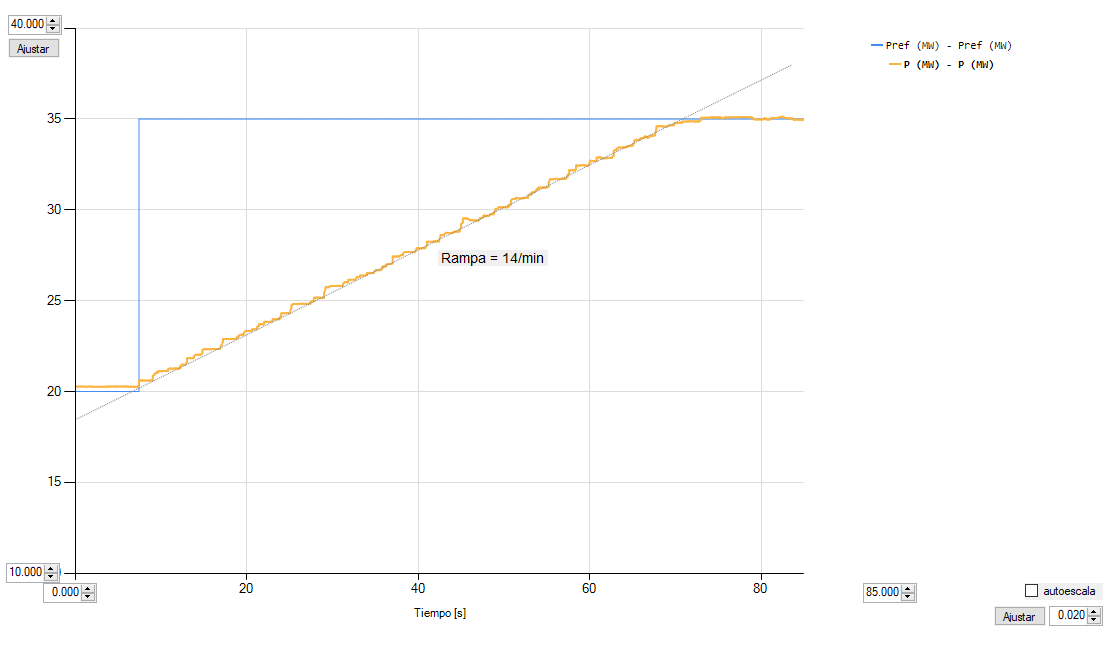 40.000
Ajustar
Pref (MW) - Pref (MW)
P (MW) - P (MW)
35
30
Rampa = 14/min
25
20
15
10.000
0.000
20
40
60
80
85.000
autoescala
Tiempo [s]
Ajustar
0.020